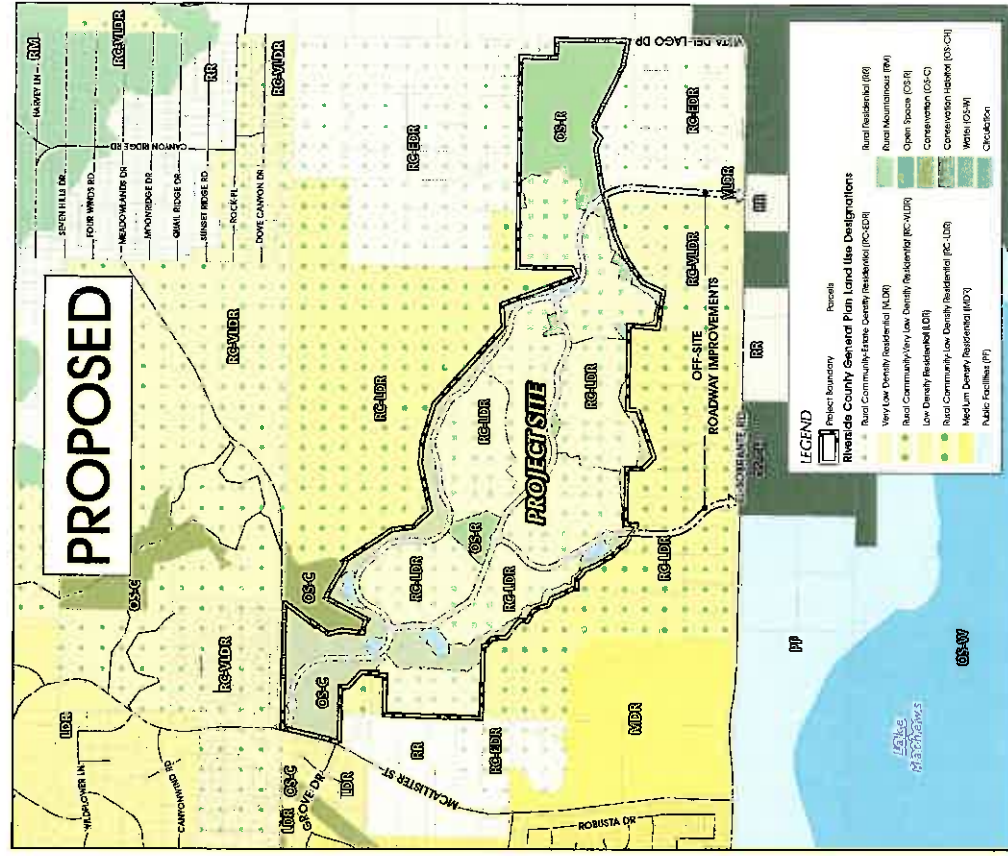 PROPOSED
HARVEY LN
RM
RC-VLDR
SEVEN HILLS DR
FOUR WINDS RD
MEADOWLANDS DR
MOONRIDGE DR
QUAIL RIDGE DR
SUNSET RIDGE RD
ROCK PL
DOVE CANYON DR
CANYON RIDGE RD
RR
RC-VLDR
RC-VLDR
RC-EDR
VISTA DEL LAGO DR
OS-R
RC-EDR
OS-C
LDR
WILDFLOWER LN
CANYONWIND RD
RC-VLDR
OS-C
OS-C
LDR
OS-C
GROVE DR
LDR
RC-LDR
RC-LDR
OS-R
PROJECT SITE
RC-LDR
RC-LDR
RR
RC-EDR
MCALLISTER ST
MDR
ROBUSTA DR
RC-LDR
OFF-SITE
ROADWAY IMPROVEMENTS
RC-VLDR
VLDR
RR
PF
OS-W
Lake
Mathews
LEGEND
Project Boundary
Parcels
Riverside County General Plan Land Use Designations
Rural Community-Estate Density Residential (RC-EDR)
Very Low Density Residential (VLDR)
Rural Community-Very Low Density Residential (RC-VLDR)
Low Density Residential (LDR)
Rural Community-Low Density Residential (RC-LDR)
Medium Density Residential (MDR)
Public Facilities (PF)
Rural Residential (RR)
Rural Mountainous (RM)
Open Space (OS-R)
Conservation (OS-C)
Conservation Habitat (OS-CH)
Water (OS-W)
Circulation